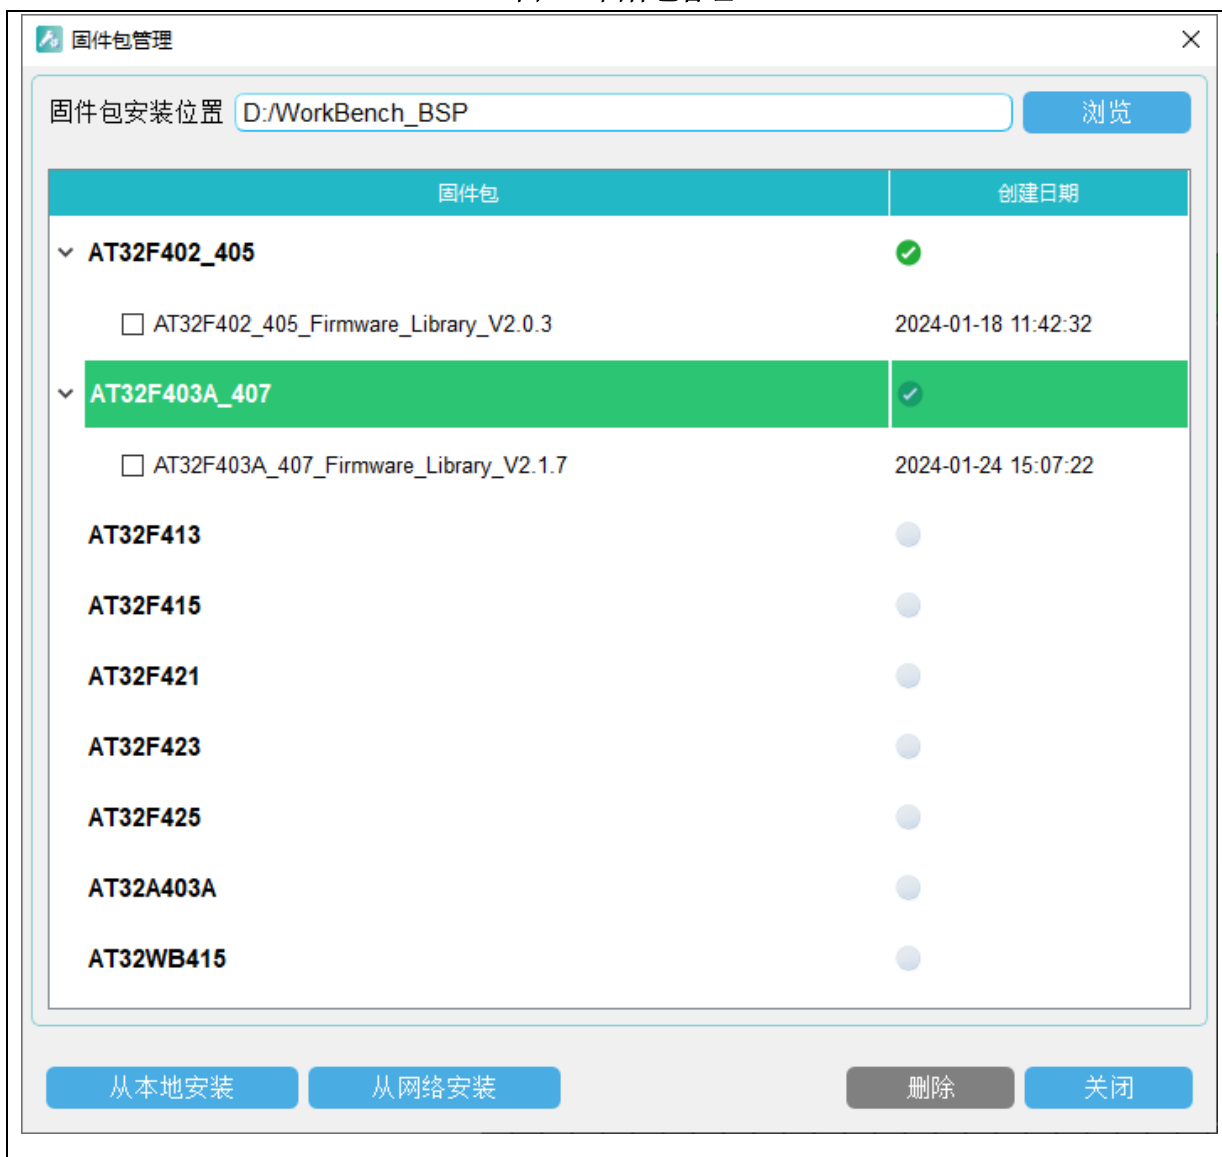 固件包管理
固件包安装位置 D:/WorkBench_BSP 浏览
固件包 创建日期
AT32F402_405
AT32F402_405_Firmware_Library_V2.0.3 2024-01-18 11:42:32
AT32F403A_407
AT32F403A_407_Firmware_Library_V2.1.7 2024-01-24 15:07:22
AT32F413
AT32F415
AT32F421
AT32F423
AT32F425
AT32A403A
AT32WB415
从本地安装 从网络安装 删除 关闭